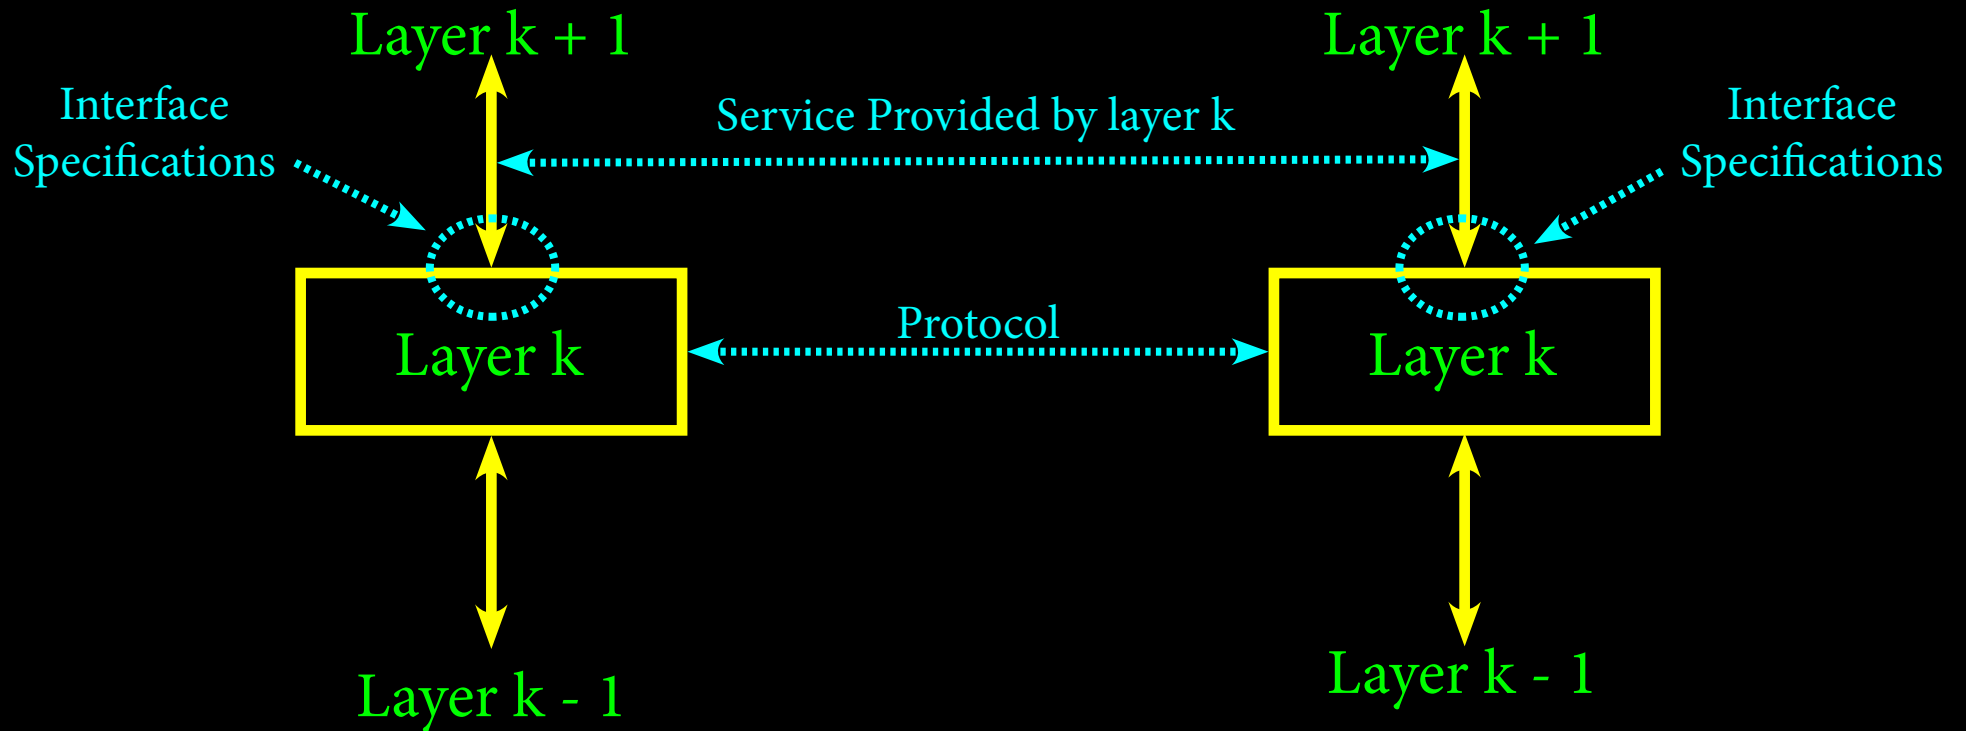 Layer k + 1
Layer k + 1
Interface
Specifications
Service Provided by layer k
Interface
Specifications
Protocol
Layer k
Layer k
Layer k - 1
Layer k - 1